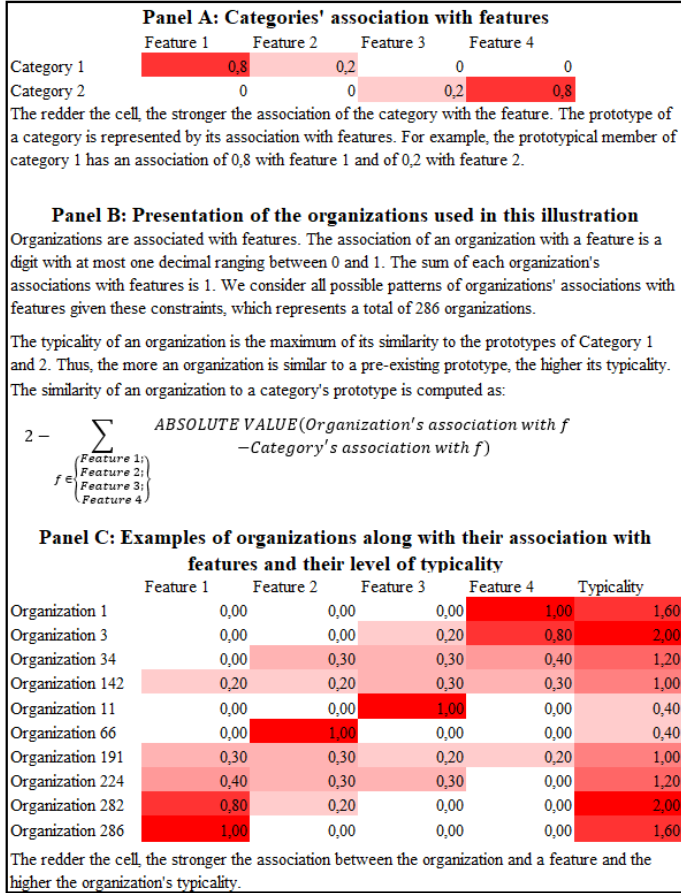 Panel A: Categories' association with features
Feature 1 Feature 2 Feature 3 Feature 4
Category 1 0,8 0,2 0 0
Category 2 0 0 0,2 0,8
The redder the cell, the stronger the association of the category with the feature. The prototype of
a category is represented by its association with features. For example, the prototypical member of
category 1 has an association of 0,8 with feature 1 and of 0,2 with feature 2.
Panel B: Presentation of the organizations used in this illustration
Organizations are associated with features. The association of an organization with a feature is a
digit with at most one decimal ranging between 0 and 1. The sum of each organization's
associations with features is 1. We consider all possible patterns of organizations' associations with
features given these constraints, which represents a total of 286 organizations.
The typicality of an organization is the maximum of its similarity to the prototypes of Category 1
and 2. Thus, the more an organization is similar to a pre-existing prototype, the higher its typicality.
The similarity of an organization to a category's prototype is computed as:
2 − ∑ ABSOLUTE VALUE(Organization's association with f
−Category's association with f)
f ∈ {Feature 1;
Feature 2;
Feature 3;
Feature 4}
Panel C: Examples of organizations along with their association with
features and their level of typicality
Feature 1 Feature 2 Feature 3 Feature 4 Typicality
Organization 1 0,00 0,00 0,00 1,00 1,60
Organization 3 0,00 0,00 0,20 0,80 2,00
Organization 34 0,00 0,30 0,30 0,40 1,20
Organization 142 0,20 0,20 0,30 0,30 1,00
Organization 11 0,00 0,00 1,00 0,00 0,40
Organization 66 0,00 1,00 0,00 0,00 0,40
Organization 191 0,30 0,30 0,20 0,20 1,00
Organization 224 0,40 0,30 0,30 0,00 1,20
Organization 282 0,80 0,20 0,00 0,00 2,00
Organization 286 1,00 0,00 0,00 0,00 1,60
The redder the cell, the stronger the association between the organization and a feature and the
higher the organization's typicality.